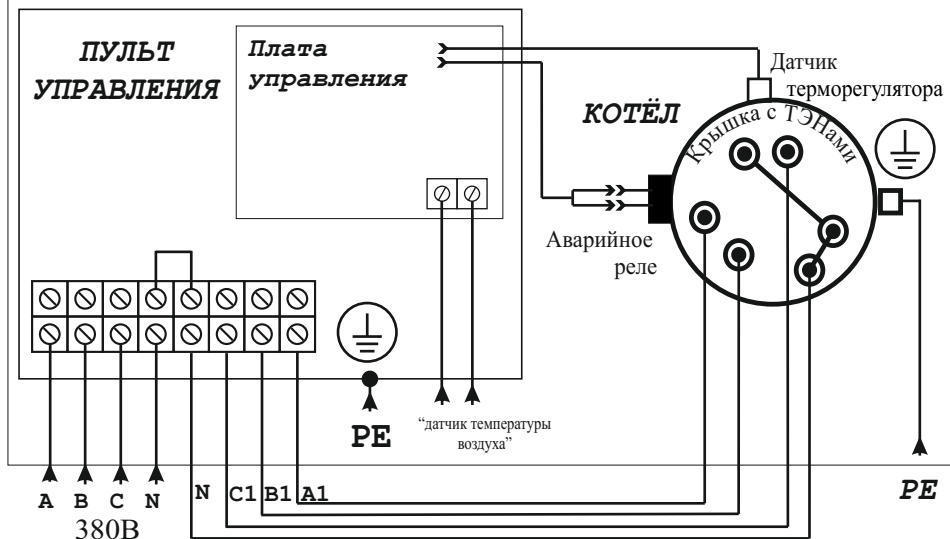 ПУЛЬТ
УПРАВЛЕНИЯ
Плата
управления
Датчик
терморегулятора
КОТЁЛ
Крышка с ТЭНами
Аварийное
реле
PE
“датчик температуры
воздуха”
A B C N N C1 B1 A1
380В
PE